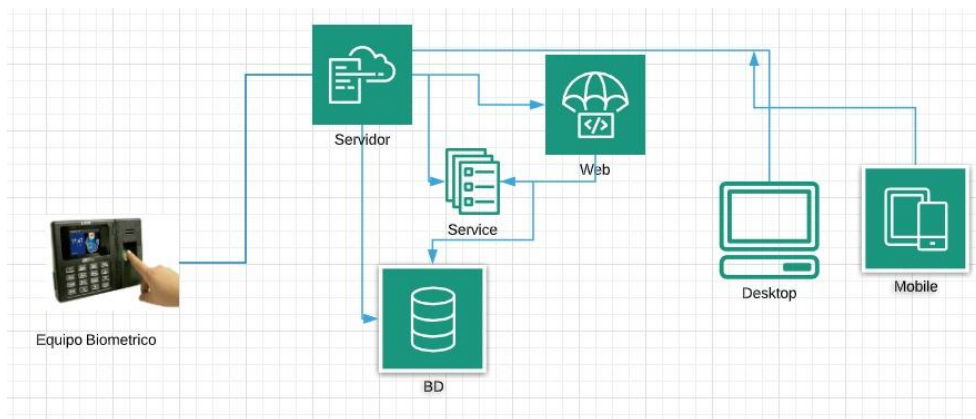 Servidor
</>
Web
Service
Desktop
Mobile
Equipo Biometrico
BD